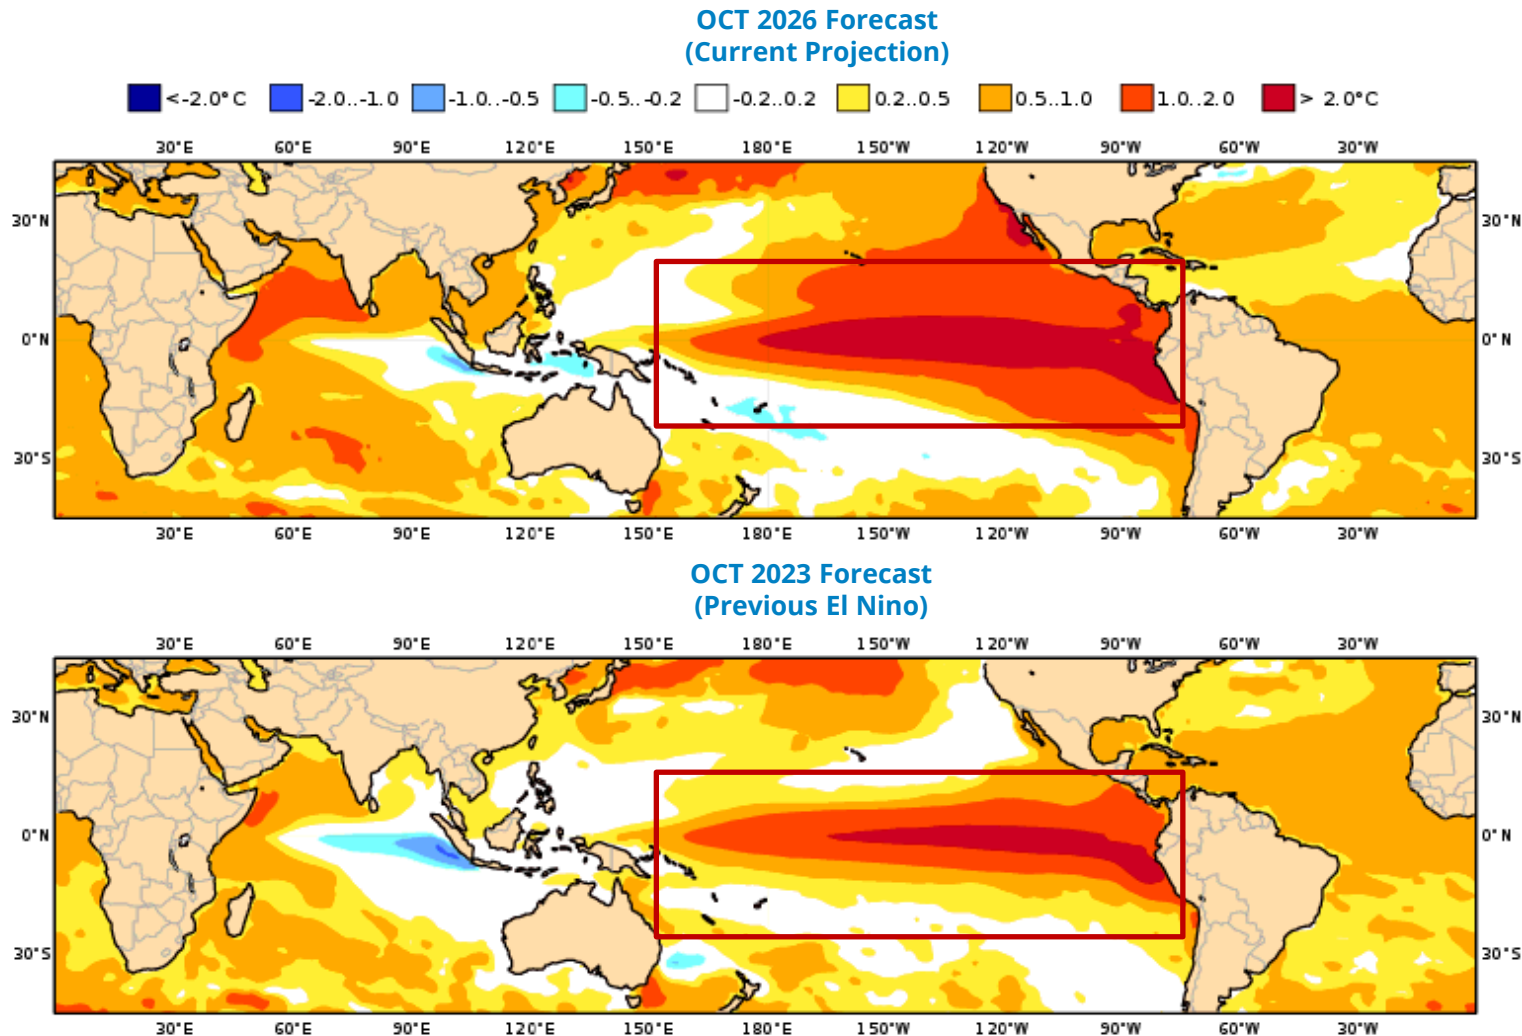 OCT 2026 Forecast
(Current Projection)
<-2.0°C -2.0..-1.0 -1.0..-0.5 -0.5..-0.2 -0.2..0.2 0.2..0.5 0.5..1.0 1.0..2.0 > 2.0°C
30°E 60°E 90°E 120°E 150°E 180°E 150°W 120°W 90°W 60°W 30°W
30°N 30°N
0°N 0°N
30°S 30°S
30°E 60°E 90°E 120°E 150°E 180°E 150°W 120°W 90°W 60°W 30°W
OCT 2023 Forecast
(Previous El Nino)
30°E 60°E 90°E 120°E 150°E 180°E 150°W 120°W 90°W 60°W 30°W
30°N 30°N
0°N 0°N
30°S 30°S
30°E 60°E 90°E 120°E 150°E 180°E 150°W 120°W 90°W 60°W 30°W